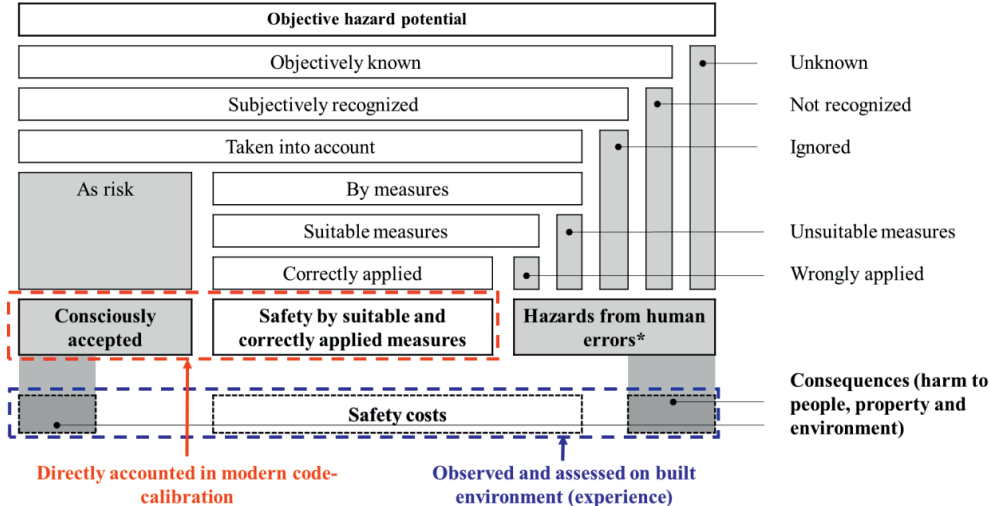 Objective hazard potential
Objectively known
Unknown
Subjectively recognized
Not recognized
Taken into account
Ignored
As risk
By measures
Suitable measures
Unsuitable measures
Correctly applied
Wrongly applied
Consciously
accepted
Safety by suitable and
correctly applied measures
Hazards from human
errors*
Consequences (harm to
people, property and
environment)
Safety costs
Directly accounted in modern code-
calibration
Observed and assessed on built
environment (experience)